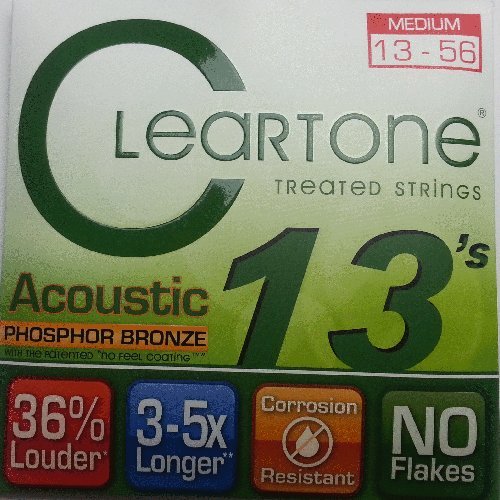 MEDIUM
13 - 56
CLEARTONE®
TREATED STRINGS
13's
Acoustic
PHOSPHOR BRONZE
WITH THE PATENTED "NO FEEL COATING"™
36% Louder*
3-5x Longer**
Corrosion Resistant
NO Flakes